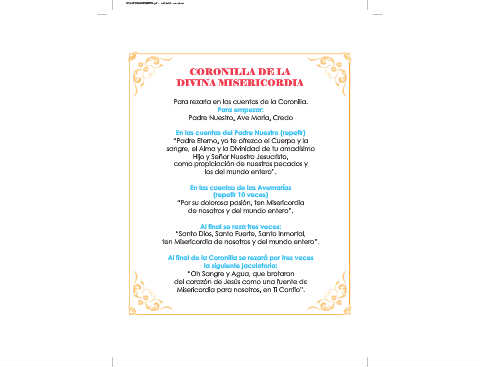 CORONILLA DE LA
DIVINA MISERICORDIA
Para rezarla en las cuentas de la Coronilla.
Para empezar:
Padre Nuestro, Ave María, Credo
En las cuentas del Padre Nuestro (repetir)
"Padre Eterno, yo te ofrezco el Cuerpo y la
sangre, el Alma y la Divinidad de tu amadísimo
Hijo y Señor Nuestro Jesucristo,
como propiciación de nuestros pecados y
los del mundo entero".
En las cuentas de las Avemarías
(repetir 10 veces)
"Por su dolorosa pasión, ten Misericordia
de nosotros y del mundo entero".
Al final se reza tres veces:
"Santo Dios, Santo Fuerte, Santo Inmortal,
ten Misericordia de nosotros y del mundo entero".
Al final de la Coronilla se rezará por tres veces
la siguiente jaculatoria:
"Oh Sangre y Agua, que brotaron
del corazón de Jesús como una fuente de
Misericordia para nosotros, en Ti Confío".